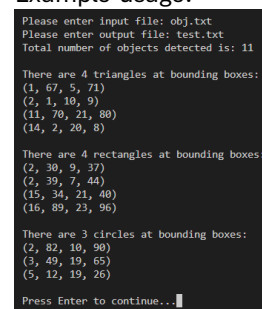 Example usage:
Please enter input file: obj.txt
Please enter output file: test.txt
Total number of objects detected is: 11
There are 4 triangles at bounding boxes:
(1, 67, 5, 71)
(2, 1, 10, 9)
(11, 70, 21, 80)
(14, 2, 20, 8)
There are 4 rectangles at bounding boxes:
(2, 30, 9, 37)
(2, 39, 7, 44)
(15, 34, 21, 40)
(16, 89, 23, 96)
There are 3 circles at bounding boxes:
(2, 82, 10, 90)
(3, 49, 19, 65)
(5, 12, 19, 26)
Press Enter to continue...